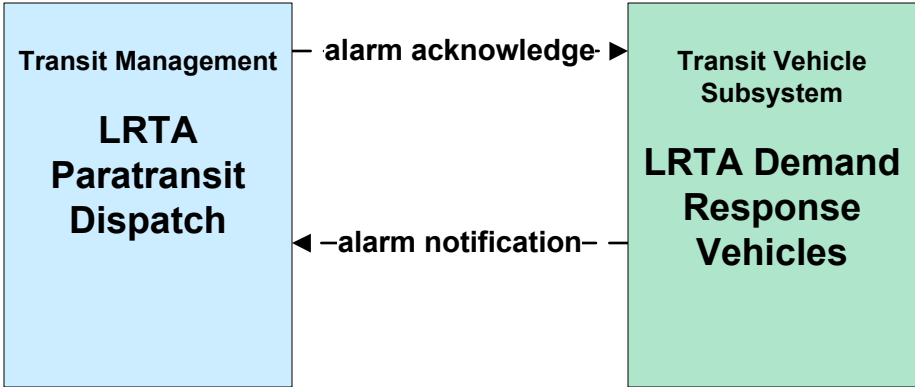 Transit Management
LRTA
Paratransit
Dispatch
alarm acknowledge
alarm notification
Transit Vehicle
Subsystem
LRTA Demand
Response
Vehicles